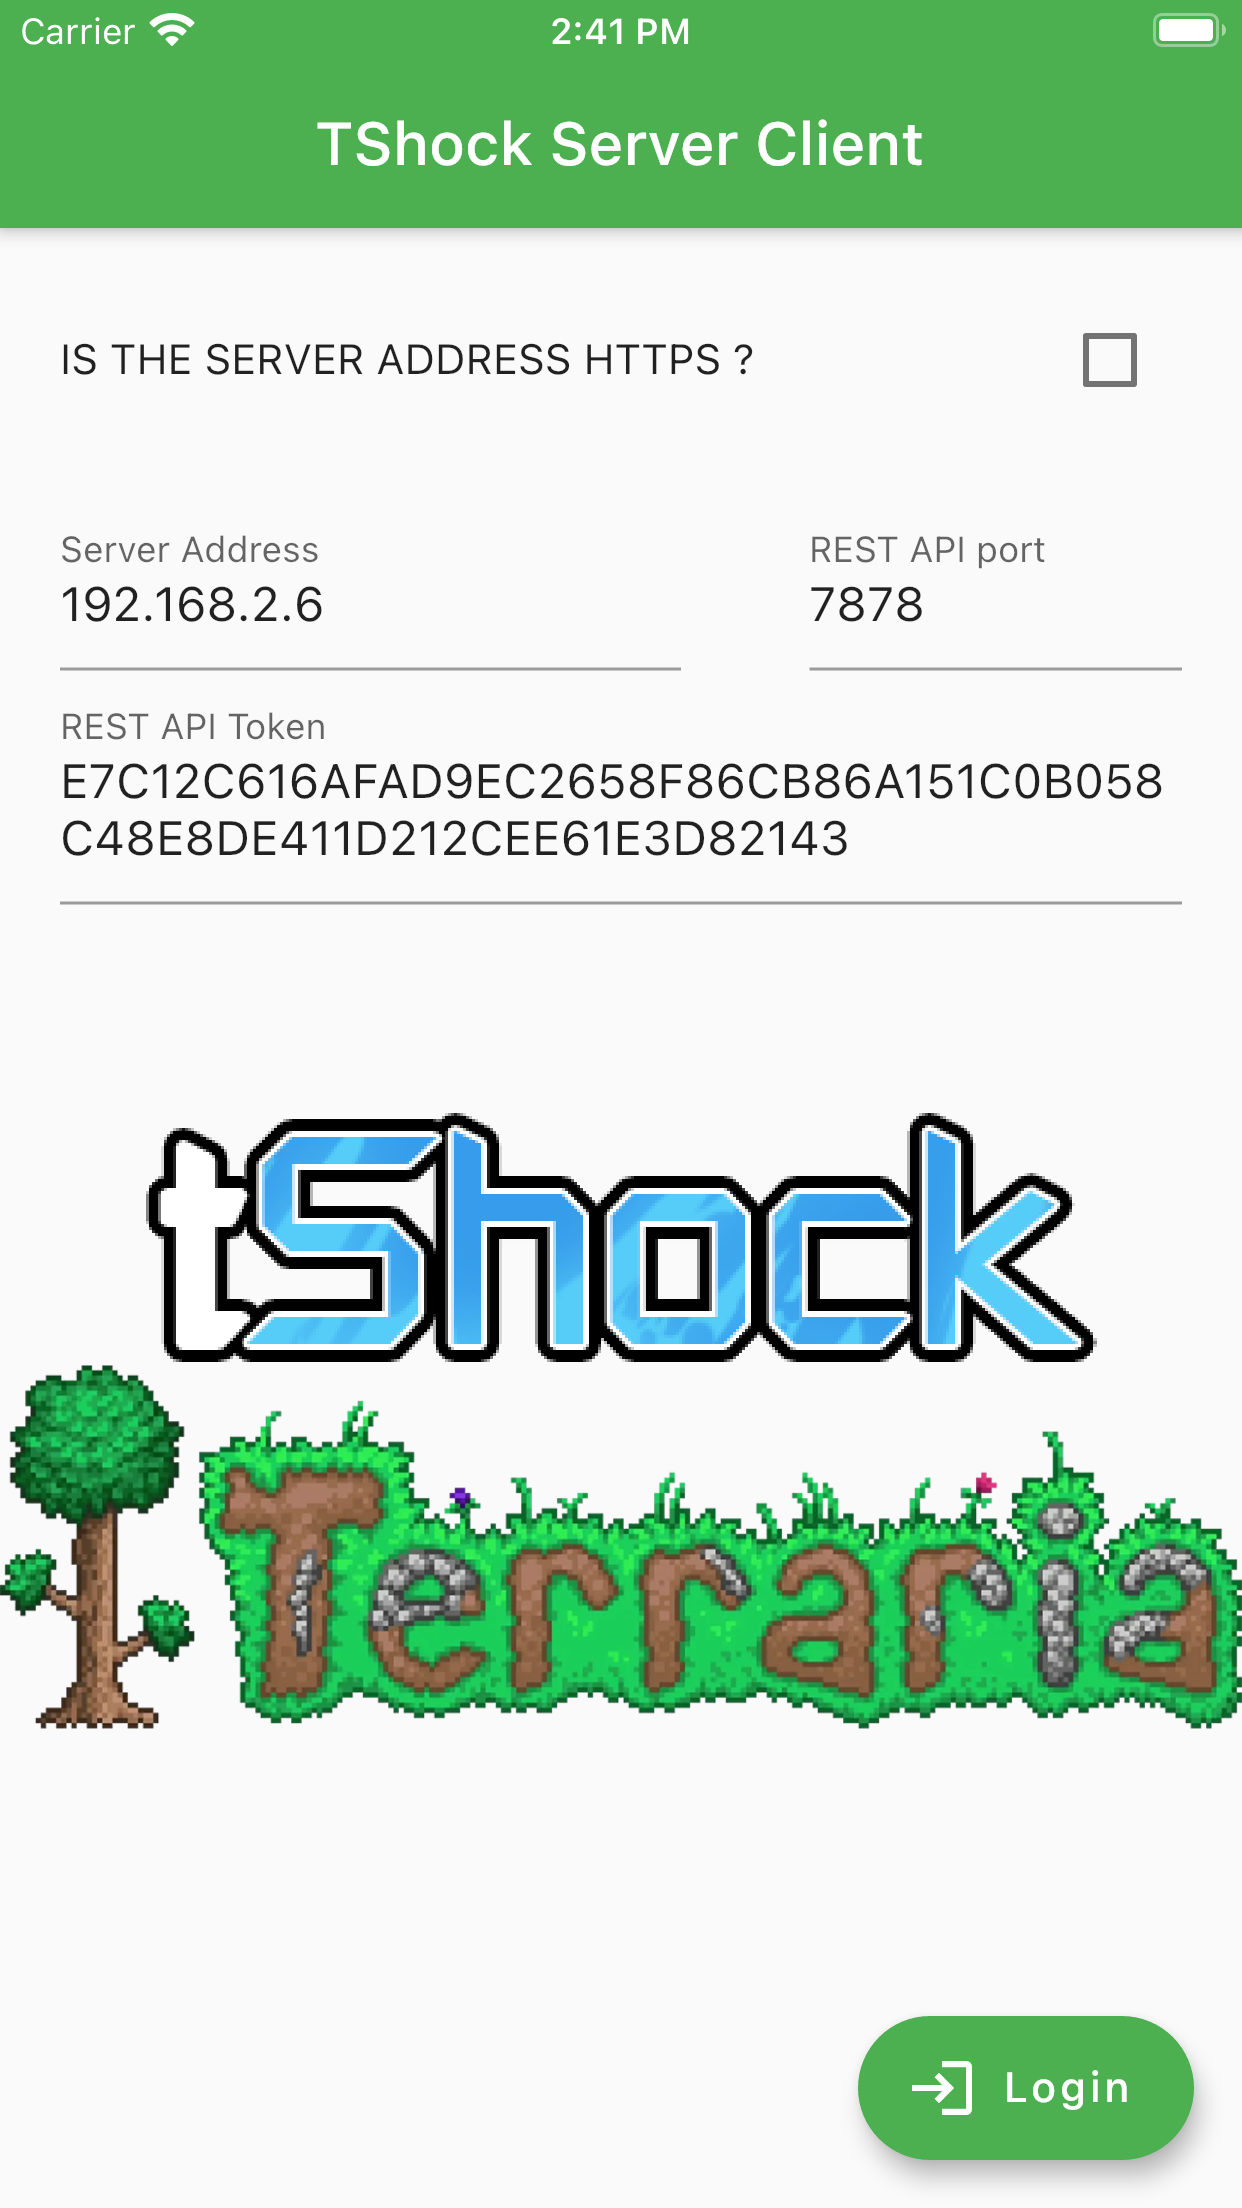 Carrier 2:41 PM
TShock Server Client
IS THE SERVER ADDRESS HTTPS ?
Server Address REST API port
192.168.2.6 7878
REST API Token
E7C12C616AFAD9EC2658F86CB86A151C0B058
C48E8DE411D212CEE61E3D82143
tShock
Terraria
Login